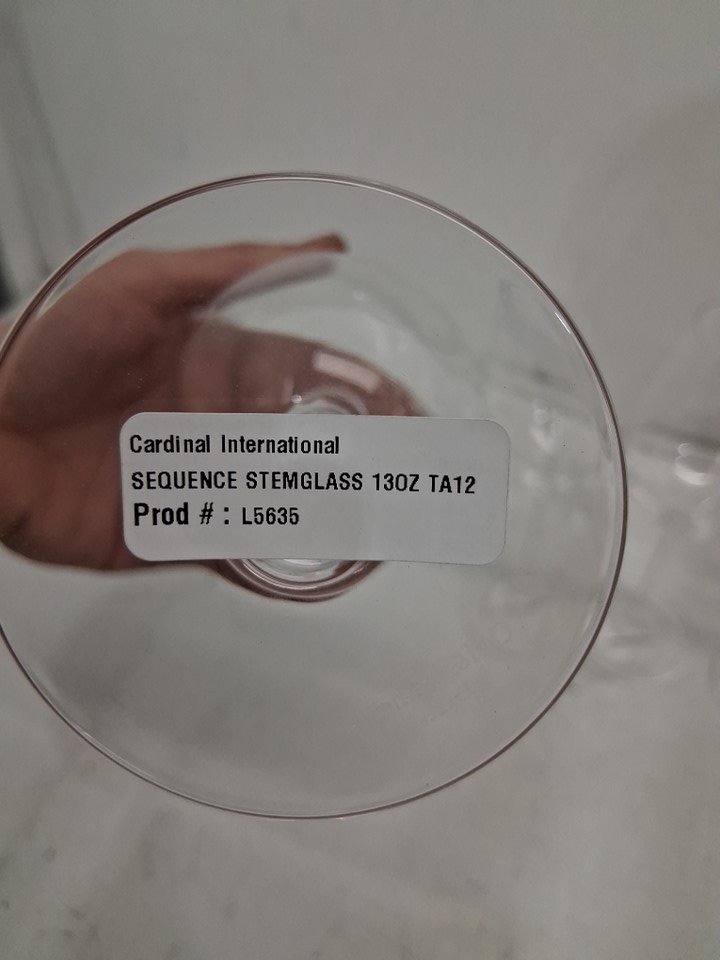 Cardinal International
SEQUENCE STEMGLASS 13OZ TA12
Prod # : L5635